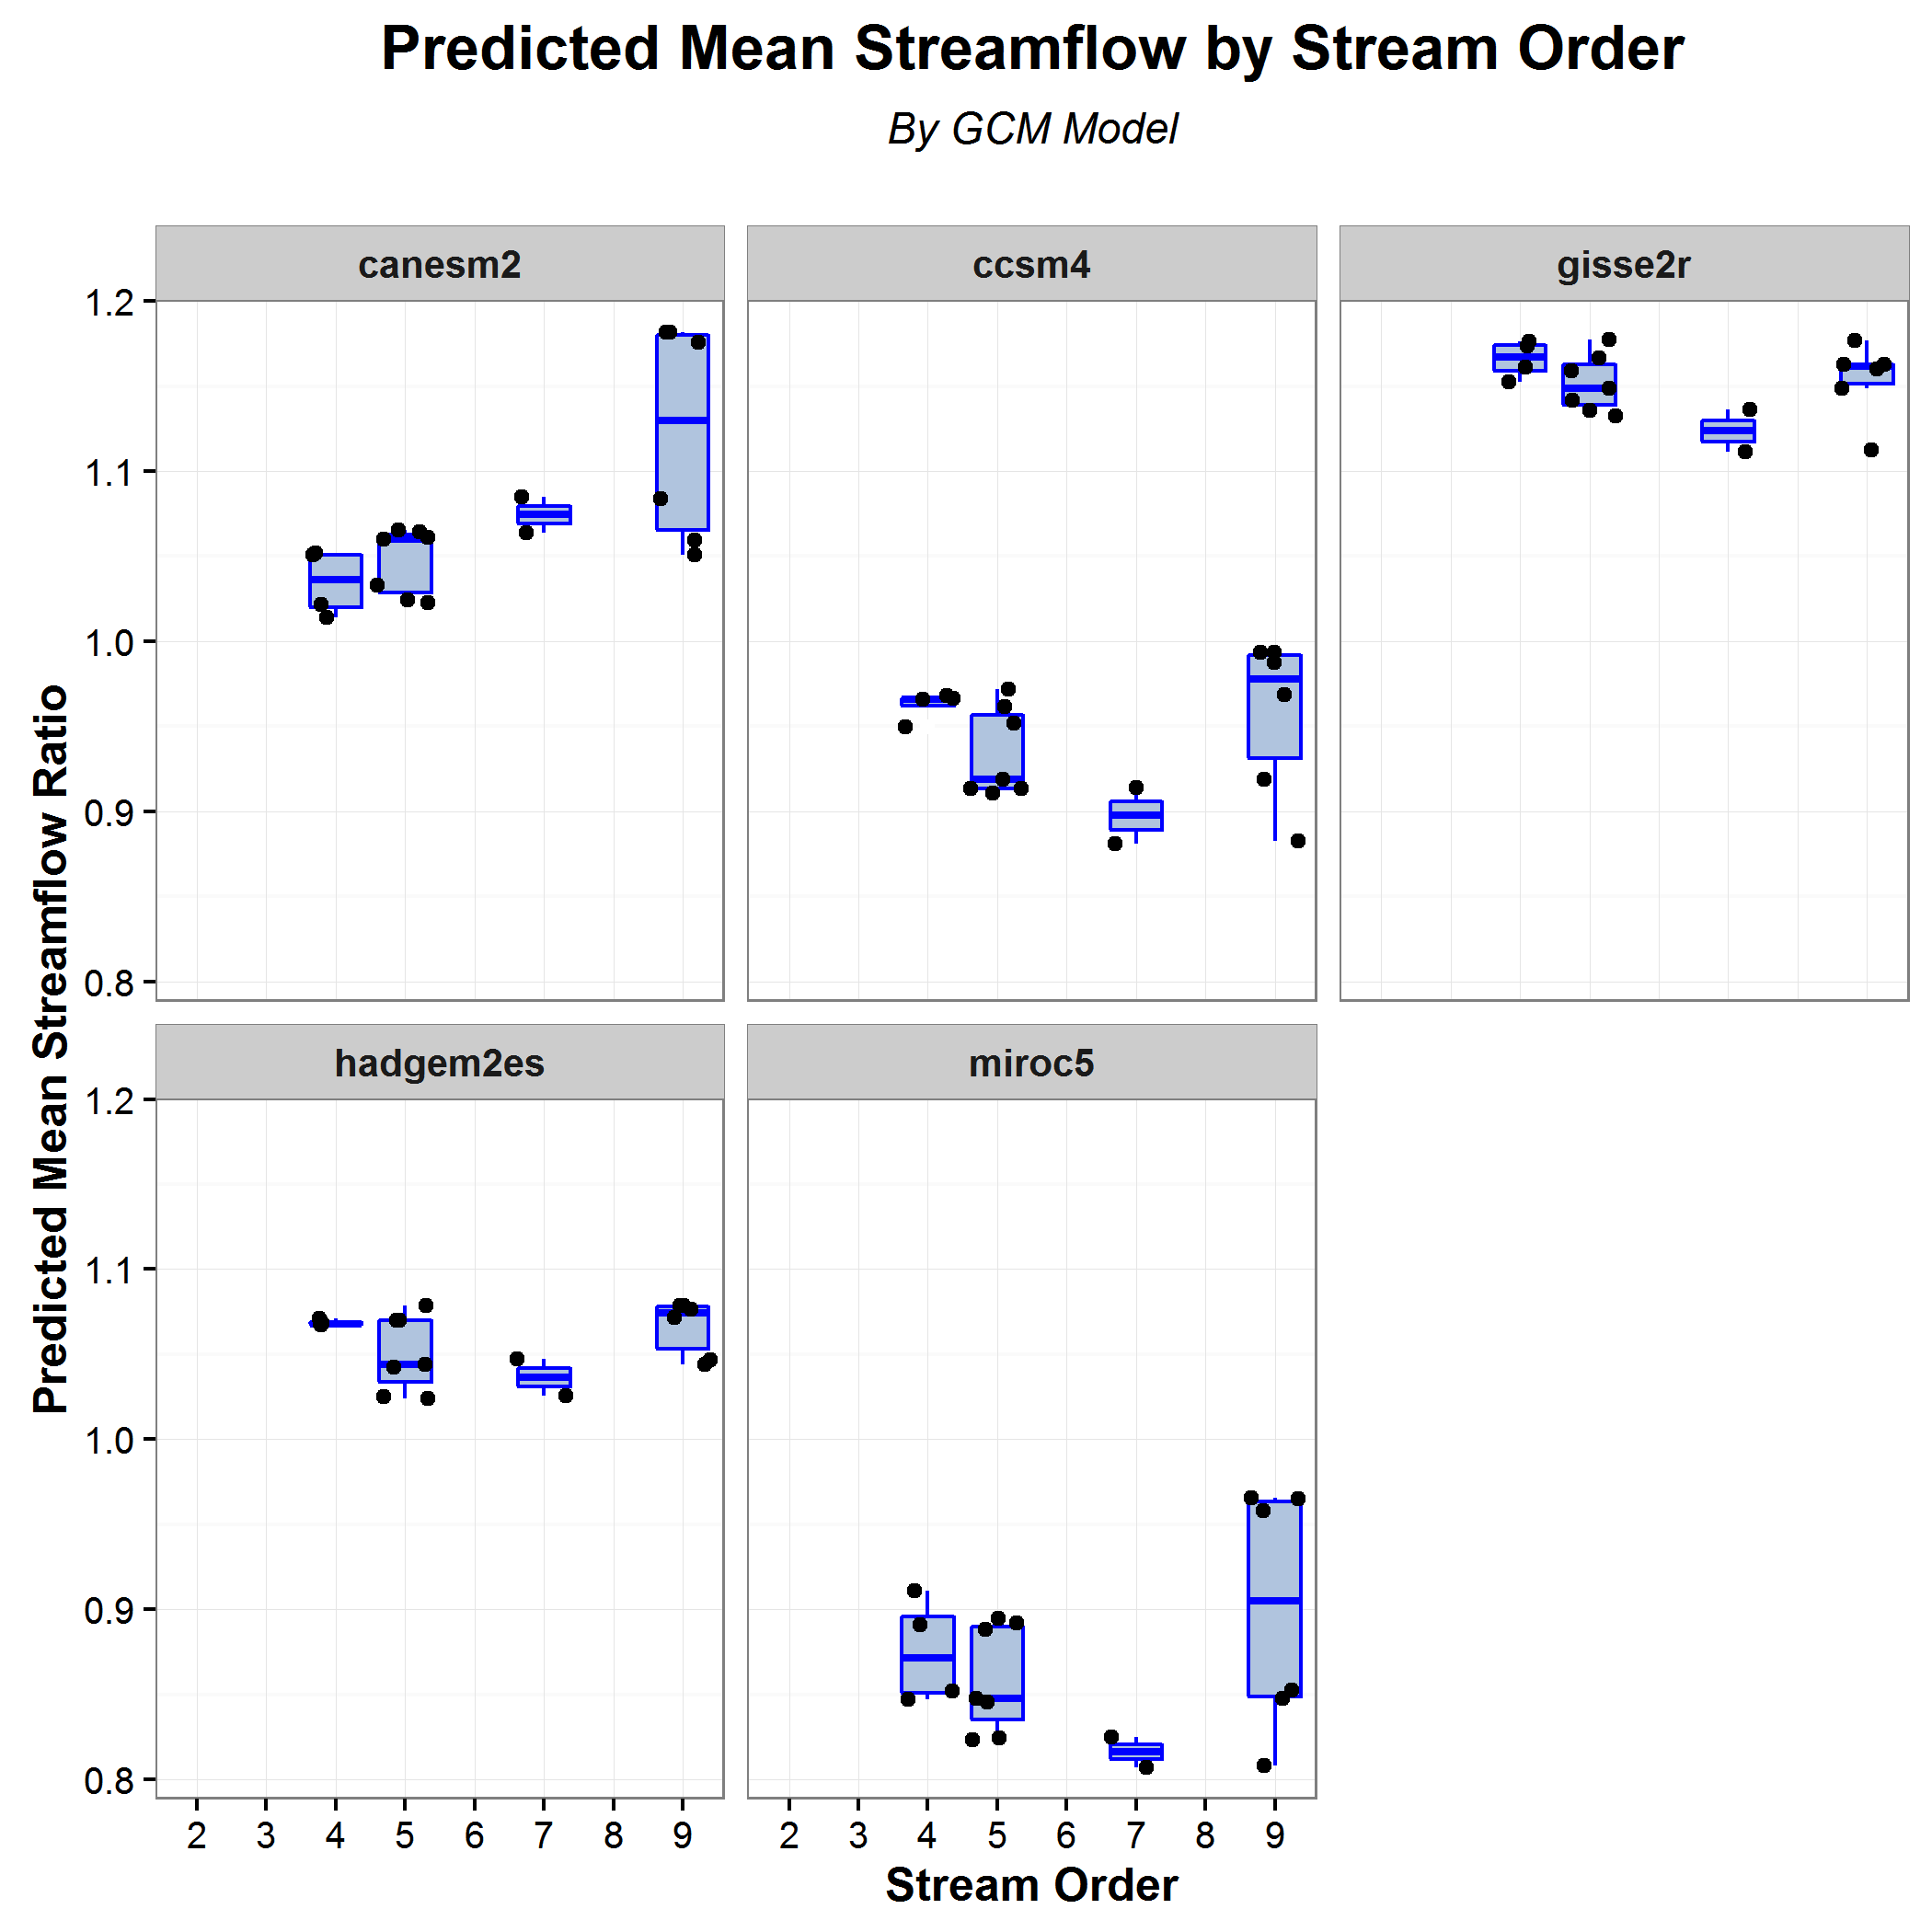 Predicted Mean Streamflow by Stream Order
By GCM Model
canesm2
ccsm4
gisse2r
1.2
1.1
1.0
0.9
0.8
Predicted Mean Streamflow Ratio
hadgem2es
miroc5
1.2
1.1
1.0
0.9
0.8
2 3 4 5 6 7 8 9
2 3 4 5 6 7 8 9
Stream Order